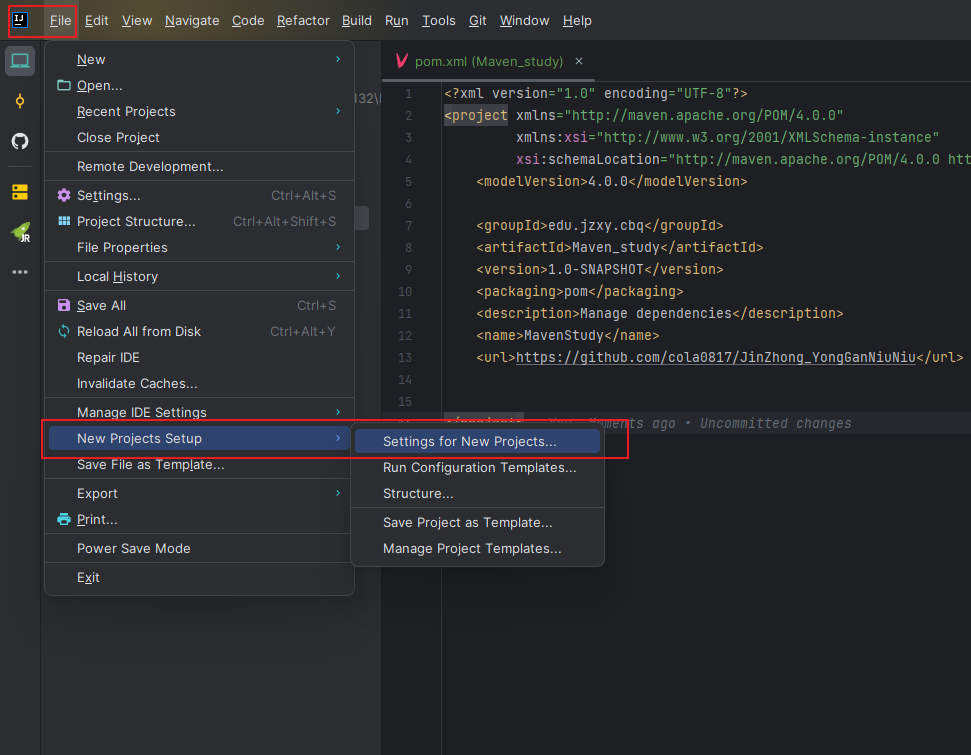 IJ File Edit View Navigate Code Refactor Build Run Tools Git Window Help
New
Open...
Recent Projects
Close Project
Remote Development...
Settings... Ctrl+Alt+S
Project Structure... Ctrl+Alt+Shift+S
File Properties
Local History
Save All Ctrl+S
Reload All from Disk Ctrl+Alt+Y
Repair IDE
Invalidate Caches...
Manage IDE Settings
New Projects Setup
Save File as Template...
Export
Print...
Power Save Mode
Exit
Settings for New Projects...
Run Configuration Templates...
Structure...
Save Project as Template...
Manage Project Templates...
JR
pom.xml (Maven_study) ×
1 <?xml version="1.0" encoding="UTF-8"?>
2 <project xmlns="http://maven.apache.org/POM/4.0.0"
3 xmlns:xsi="http://www.w3.org/2001/XMLSchema-instance"
4 xsi:schemaLocation="http://maven.apache.org/POM/4.0.0 htt
5 <modelVersion>4.0.0</modelVersion>
6
7 <groupId>edu.jzxy.cbq</groupId>
8 <artifactId>Maven_study</artifactId>
9 <version>1.0-SNAPSHOT</version>
10 <packaging>pom</packaging>
11 <description>Manage dependencies</description>
12 <name>MavenStudy</name>
13 <url>https://github.com/cola0817/JinZhong_YongGanNiuNiu</url>
14
15
ago • Uncommitted changes